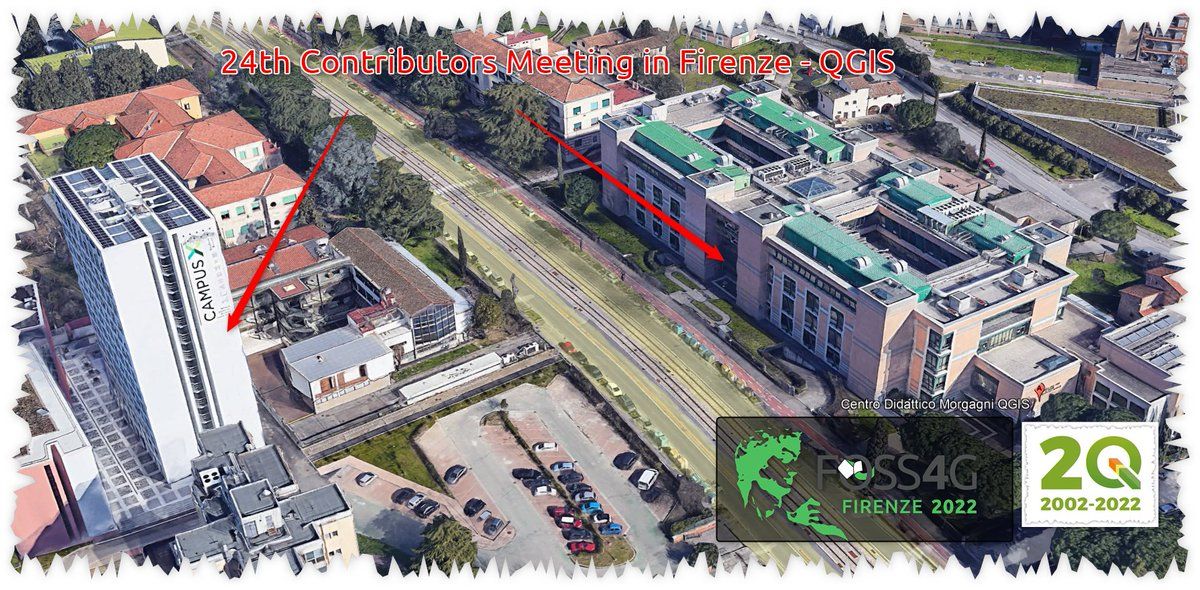 24th Contributors Meeting in Firenze - QGIS
CAMPUS X
Centro Didattico Morgagni QGIS
FOSS4G
FIRENZE 2022
2Q
2002-2022